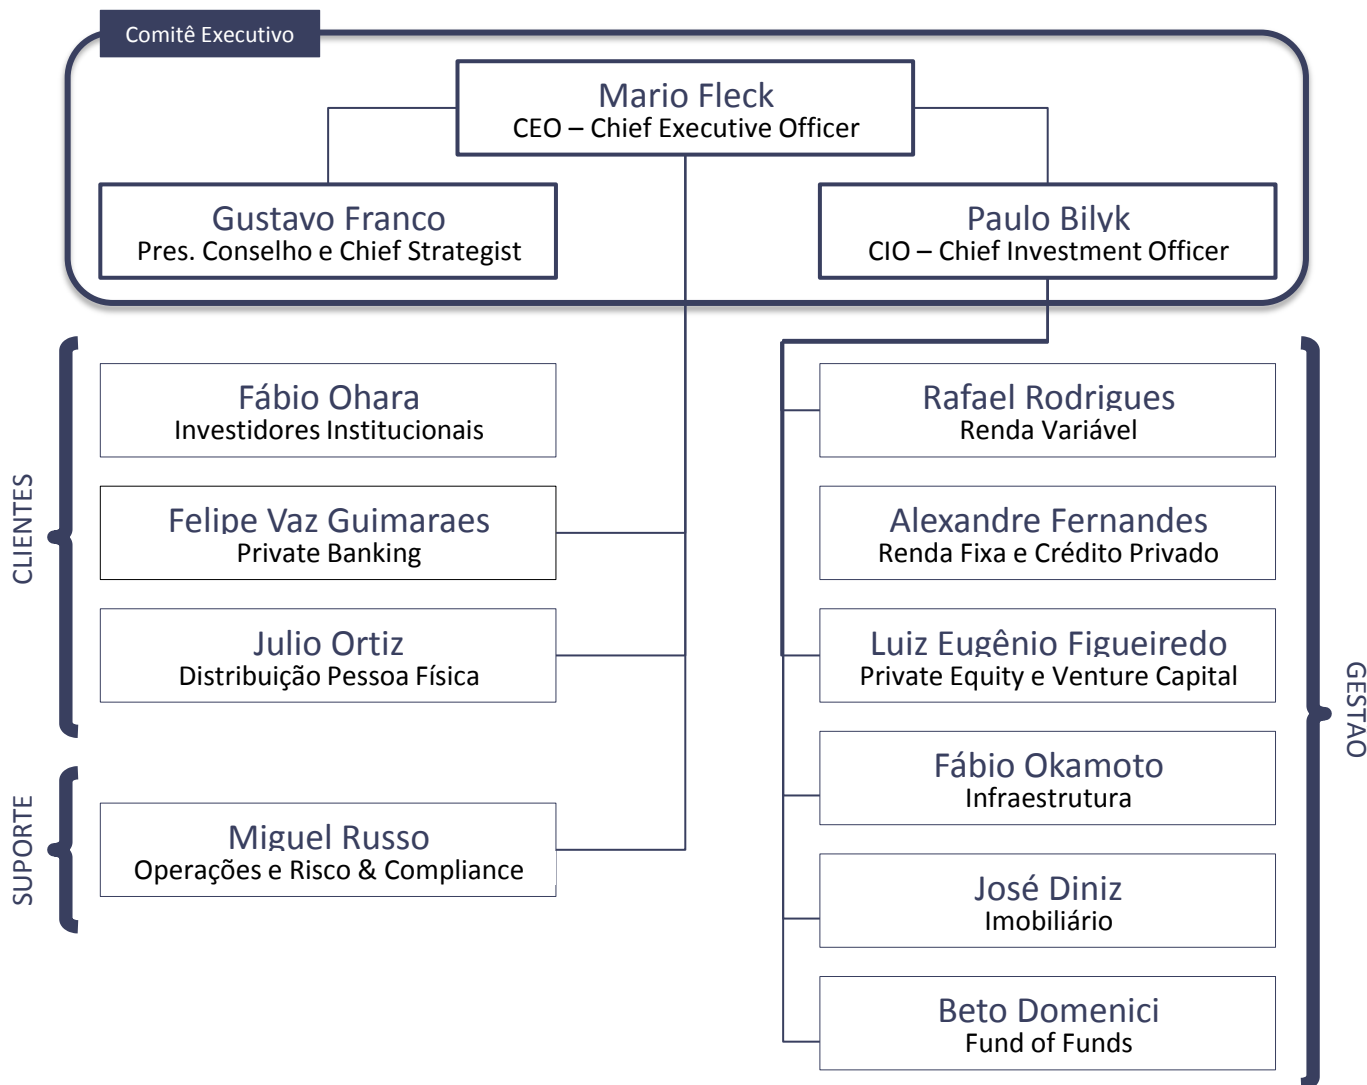 Comitê Executivo
Mario Fleck
CEO – Chief Executive Officer
Gustavo Franco
Pres. Conselho e Chief Strategist
Paulo Bilyk
CIO – Chief Investment Officer
CLIENTES
Fábio Ohara
Investidores Institucionais
Felipe Vaz Guimaraes
Private Banking
Julio Ortiz
Distribuição Pessoa Física
SUPORTE
Miguel Russo
Operações e Risco & Compliance
Rafael Rodrigues
Renda Variável
Alexandre Fernandes
Renda Fixa e Crédito Privado
Luiz Eugênio Figueiredo
Private Equity e Venture Capital
Fábio Okamoto
Infraestrutura
José Diniz
Imobiliário
Beto Domenici
Fund of Funds
GESTAO